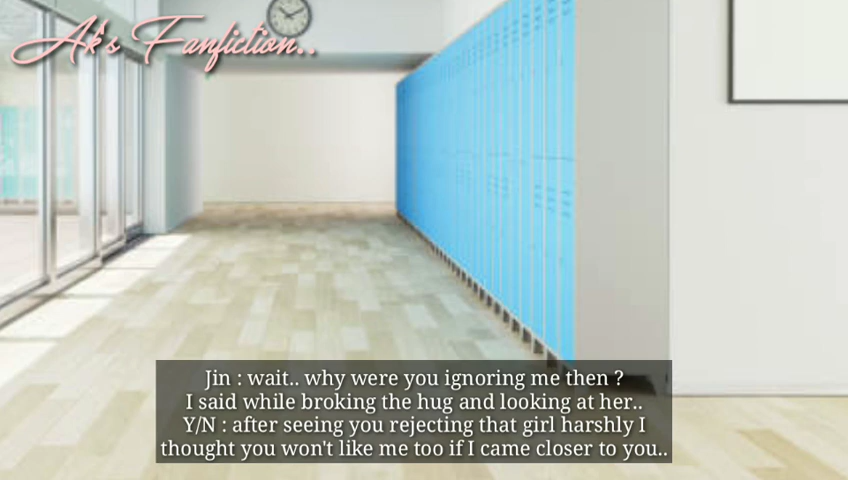 Ak's Fanfiction..
Jin : wait.. why were you ignoring me then ?
I said while broking the hug and looking at her..
Y/N : after seeing you rejecting that girl harshly I
thought you won't like me too if I came closer to you..